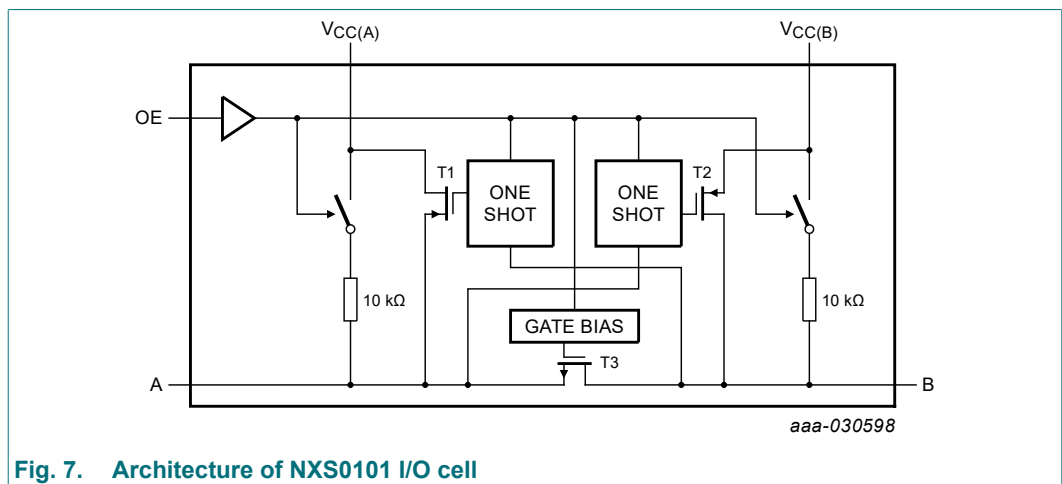 VCC(A)
VCC(B)
OE
T1
ONE
SHOT
ONE
SHOT
T2
10 kΩ
10 kΩ
GATE BIAS
T3
A
B
aaa-030598
Fig. 7. Architecture of NXS0101 I/O cell